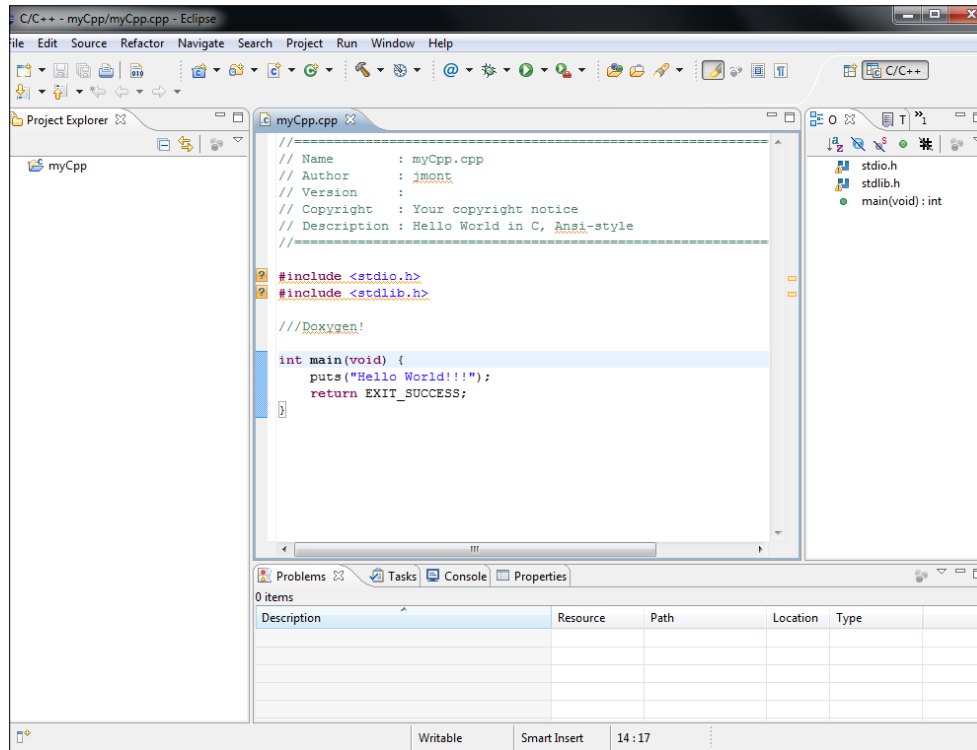 C/C++ - myCpp/myCpp.cpp - Eclipse
ile Edit Source Refactor Navigate Search Project Run Window Help
C/C++
Project Explorer
myCpp.cpp
O T »1
myCpp
//===========================================================
// Name : myCpp.cpp
// Author : jmont
// Version :
// Copyright : Your copyright notice
// Description : Hello World in C, Ansi-style
//===========================================================
#include <stdio.h>
#include <stdlib.h>
///Doxygen!
int main(void) {
puts("Hello World!!!");
return EXIT_SUCCESS;
}
stdio.h
stdlib.h
main(void) : int
Problems Tasks Console Properties
0 items
Description Resource Path Location Type
Writable Smart Insert 14 : 17